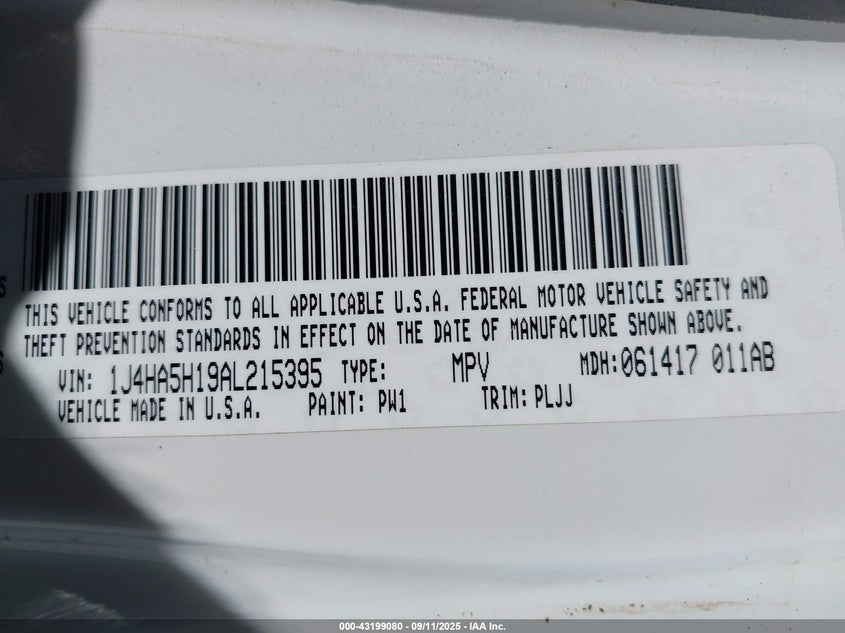 THIS VEHICLE CONFORMS TO ALL APPLICABLE U.S.A. FEDERAL MOTOR VEHICLE SAFETY AND
THEFT PREVENTION STANDARDS IN EFFECT ON THE DATE OF MANUFACTURE SHOWN ABOVE.
VIN: 1J4HA5H19AL215395 TYPE: MPV MDH:061417 011AB
VEHICLE MADE IN U.S.A. PAINT: PW1 TRIM: PLJJ
000-43199080 - 09/11/2025 - IAA Inc.